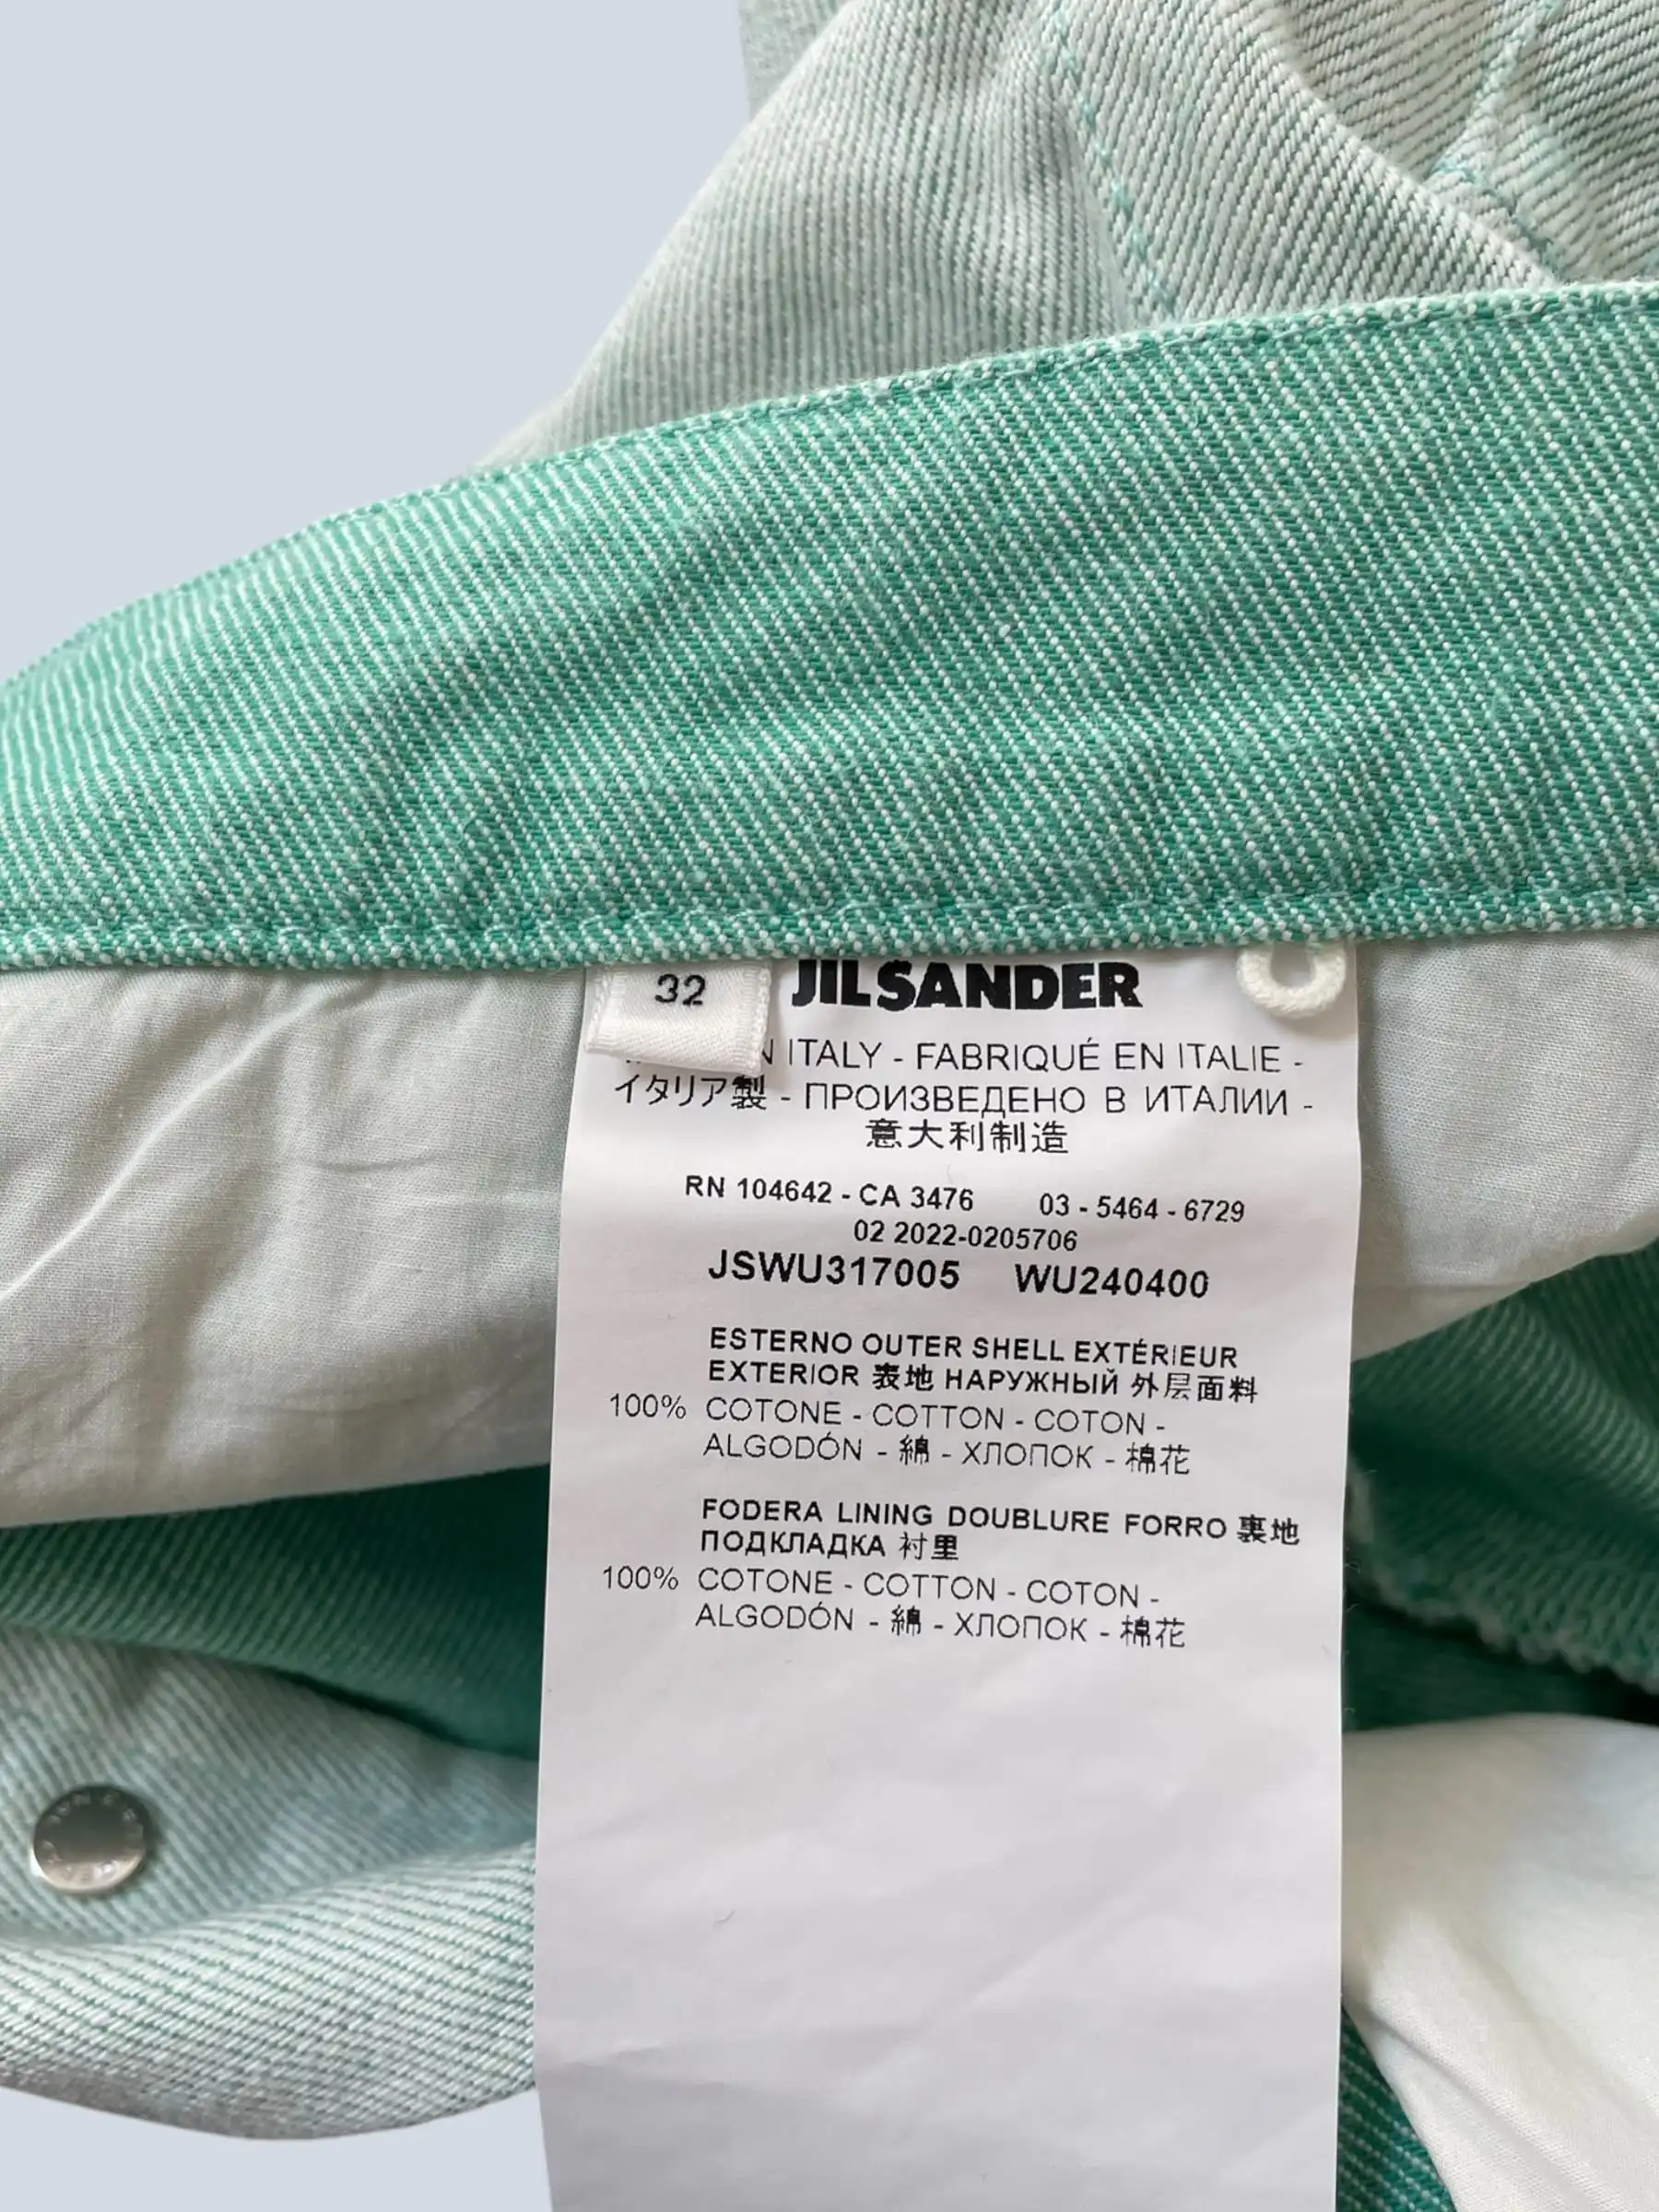 32
JIL SANDER
ITALY - FABRIQUÉ EN ITALIE -
イタリア製 - ПРОИЗВЕДЕНО В ИТАЛИИ -
意大利制造
RN 104642 - CA 3476 03 - 5464 - 6729
02 2022-0205706
JSWU317005 WU240400
ESTERNO OUTER SHELL EXTÉRIEUR
EXTERIOR 表地 НАРУЖНЫЙ 外层面料
100% COTONE - COTTON - COTON -
ALGODÓN - 綿 - ХЛОПОК - 棉花
FODERA LINING DOUBLURE FORRO 裏地
ПОДКЛАДКА 衬里
100% COTONE - COTTON - COTON -
ALGODÓN - 綿 - ХЛОПОК - 棉花